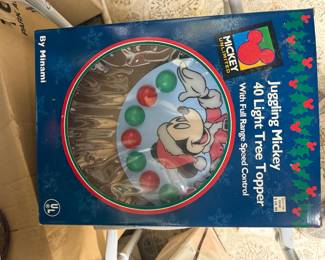 MICKEY
UNLIMITED
Juggling Mickey
40 Light Tree Topper
With Full Range Speed Control
By Minami
UL